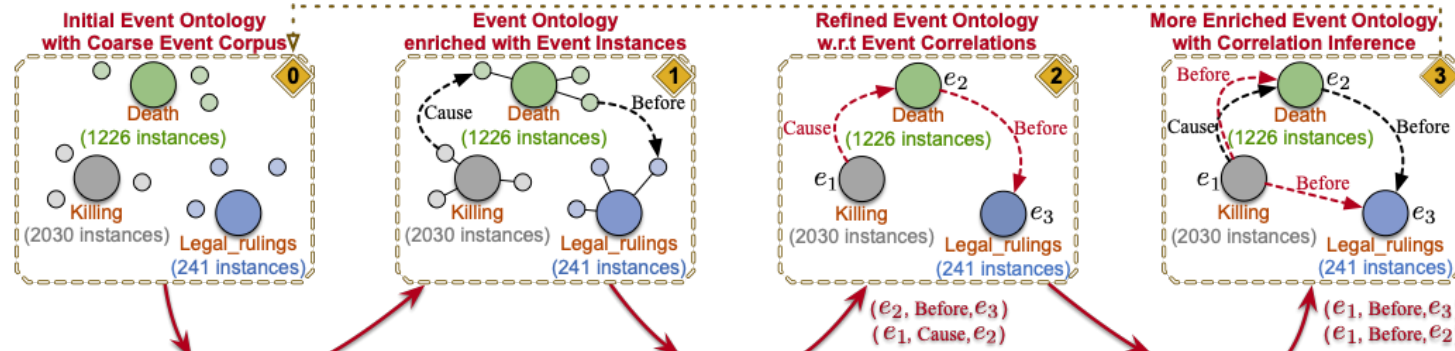 Initial Event Ontology
with Coarse Event Corpus
0
Death
(1226 instances)
Killing
(2030 instances)
Legal_rulings
(241 instances)
Event Ontology
enriched with Event Instances
1
Cause
Before
Death
(1226 instances)
Killing
(2030 instances)
Legal_rulings
(241 instances)
Refined Event Ontology
w.r.t Event Correlations
2
e2
Death
Cause
(1226 instances)
Before
e1
Killing
(2030 instances)
e3
Legal_rulings
(241 instances)
(e2, Before,e3)
(e1, Cause,e2)
More Enriched Event Ontology
with Correlation Inference
3
Before
e2
Death
Cause
(1226 instances)
Before
e1
Before
Killing
(2030 instances)
e3
Legal_rulings
(241 instances)
(e1, Before,e3
(e1, Before,e2